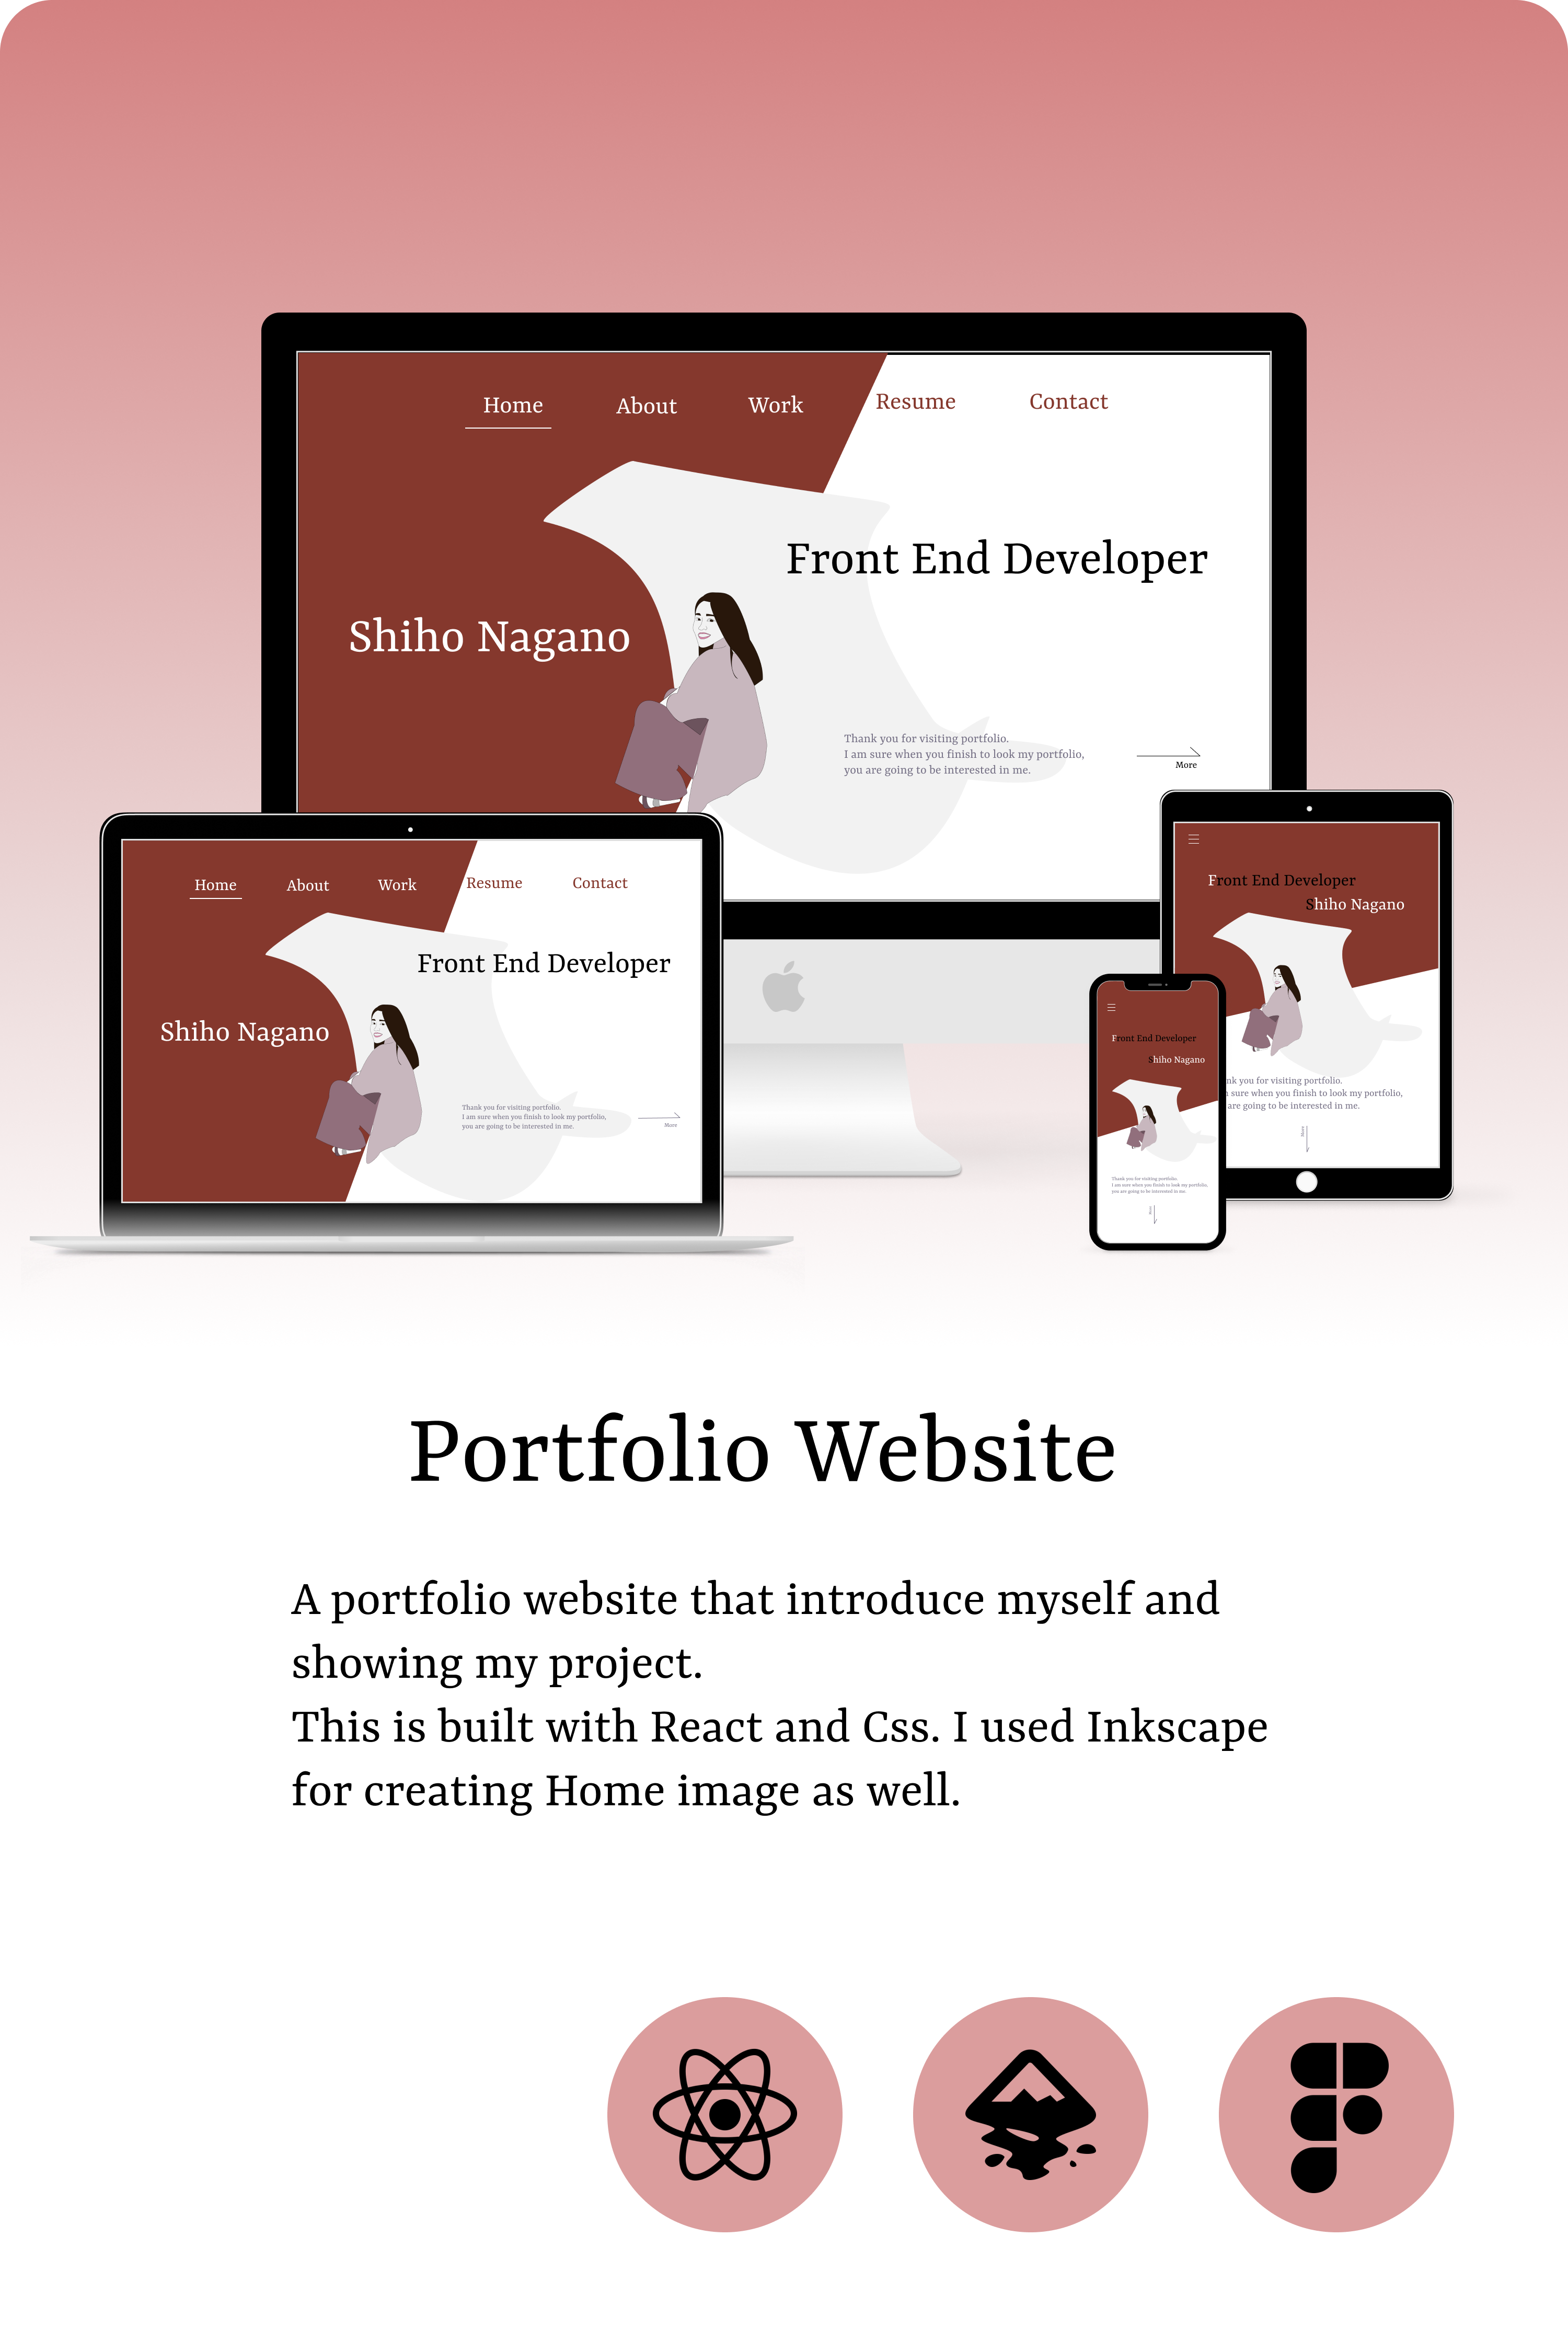 Home About Work Resume Contact
Front End Developer
Shiho Nagano
Thank you for visiting portfolio.
I am sure when you finish to look my portfolio,
you are going to be interested in me.
More
Home About Work Resume Contact
Front End Developer
Shiho Nagano
Thank you for visiting portfolio.
I am sure when you finish to look my portfolio,
you are going to be interested in me.
More
Front End Developer
Shiho Nagano
you for visiting portfolio.
sure when you finish to look my portfolio,
are going to be interested in me.
More
Front End Developer
Shiho Nagano
Thank you for visiting portfolio.
I am sure when you finish to look my portfolio,
you are going to be interested in me.
Portfolio Website
A portfolio website that introduce myself and
showing my project.
This is built with React and Css. I used Inkscape
for creating Home image as well.